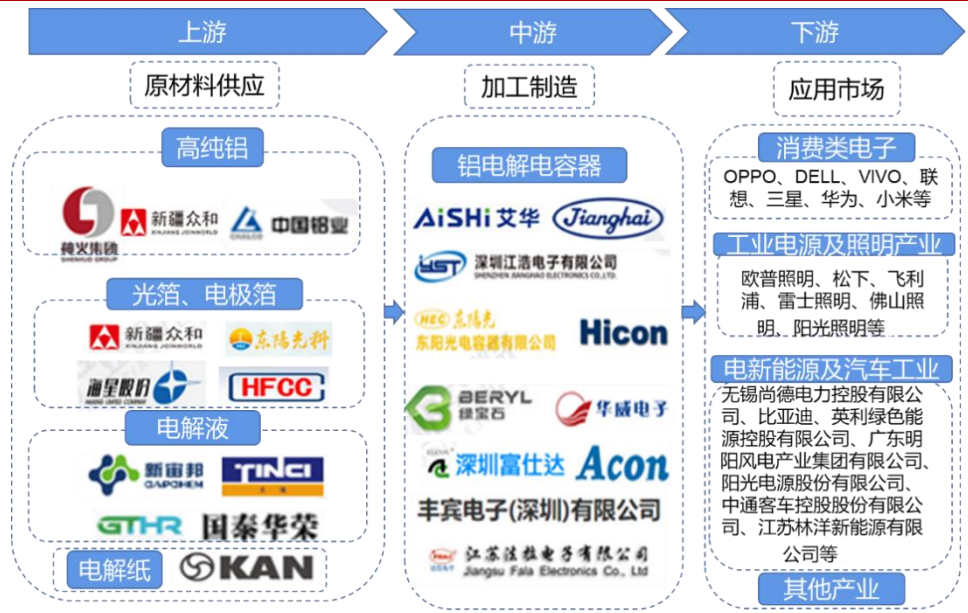 上游
中游
下游
原材料供应
加工制造
应用市场
高纯铝
神火集团
SHENHUO GROUP
新疆众和
XINJIANG JOINWORLD
CHALCO
中国铝业
光箔、电极箔
新疆众和
XINJIANG JOINWORLD
东阳光科
海星股份
HFCC
电解液
新宙邦
CAPCHEM
TINCI
天赐
GTHR
国泰华荣
电解纸
KAN
铝电解电容器
AiSHi 艾华
Jianghai
深圳江浩电子有限公司
SHENZHEN JIANGHAO ELECTRONICS CO.,LTD.
HEC 东阳光
东阳光电容器有限公司
Hicon
BERYL
绿宝石
华威电子
深圳富仕达
Acon
丰宾电子(深圳)有限公司
江苏法拉电子有限公司
Jiangsu Fala Electronics Co., Ltd
消费类电子
OPPO、DELL、VIVO、联
想、三星、华为、小米等
工业电源及照明产业
欧普照明、松下、飞利
浦、雷士照明、佛山照
明、阳光照明等
电新能源及汽车工业
无锡尚德电力控股有限公
司、比亚迪、英利绿色能
源控股有限公司、广东明
阳风电产业集团有限公司、
阳光电源股份有限公司、
中通客车控股股份有限公
司、江苏林洋新能源有限
公司等
其他产业